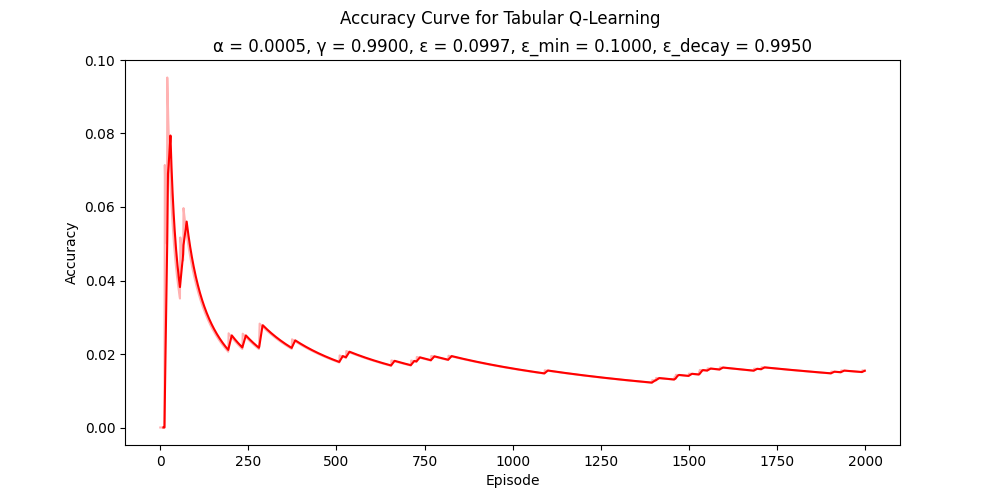 Accuracy Curve for Tabular Q-Learning
α = 0.0005, γ = 0.9900, ε = 0.0997, ε_min = 0.1000, ε_decay = 0.9950
0.10
0.08
0.06
0.04
0.02
0.00
Accuracy
0 250 500 750 1000 1250 1500 1750 2000
Episode